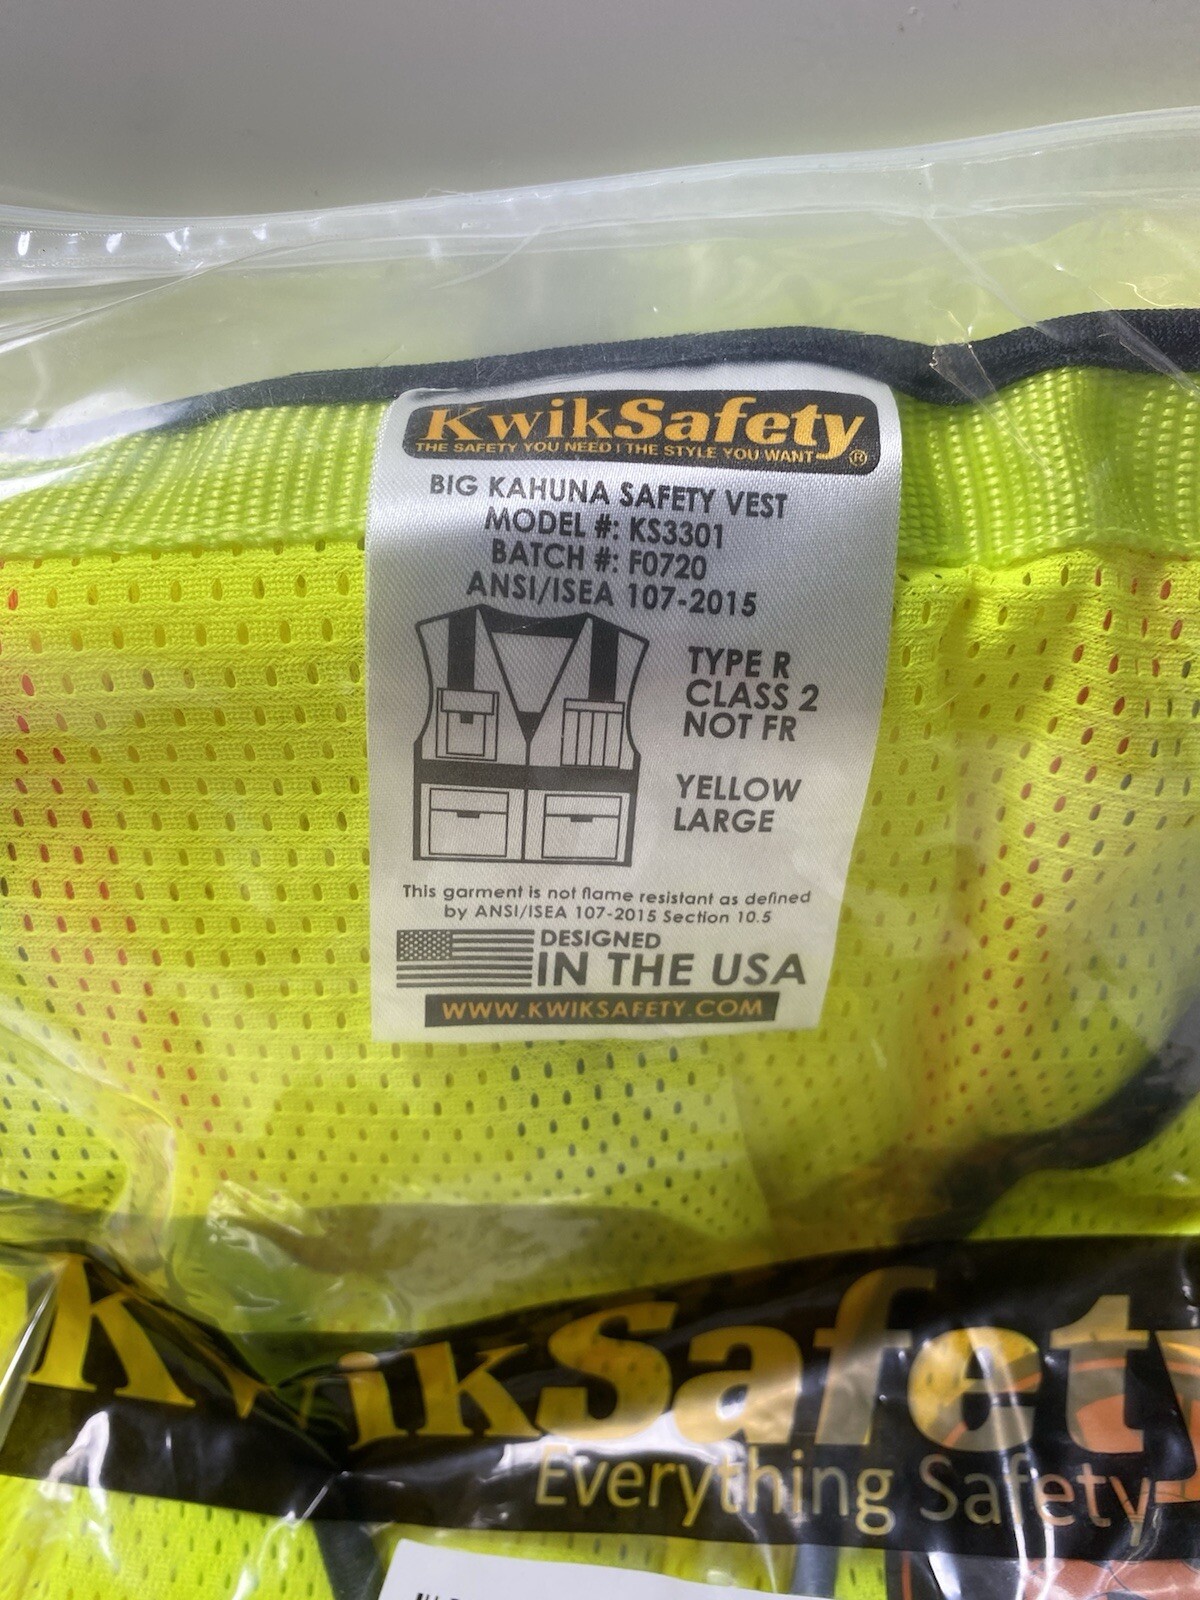 KwikSafety
THE SAFETY YOU NEED | THE STYLE YOU WANT ®
BIG KAHUNA SAFETY VEST
MODEL #: KS3301
BATCH #: F0720
ANSI/ISEA 107-2015
TYPE R
CLASS 2
NOT FR
YELLOW
LARGE
This garment is not flame resistant as defined
by ANSI/ISEA 107-2015 Section 10.5
DESIGNED
IN THE USA
WWW.KWIKSAFETY.COM
KwikSafety
Everything Safety